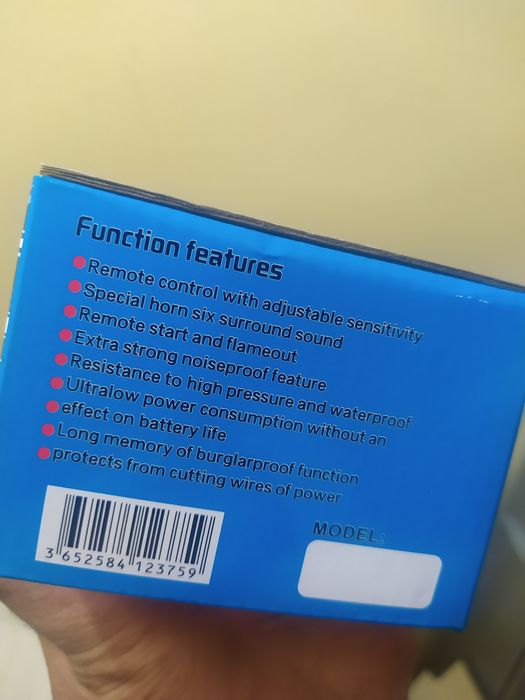 Function features
Remote control with adjustable sensitivity
Special horn six surround sound
Remote start and flameout
Extra strong noiseproof feature
Resistance to high pressure and waterproof
Ultralow power consumption without an
effect on battery life
Long memory of burglarproof function
protects from cutting wires of power
MODEL:
3 652584 123759